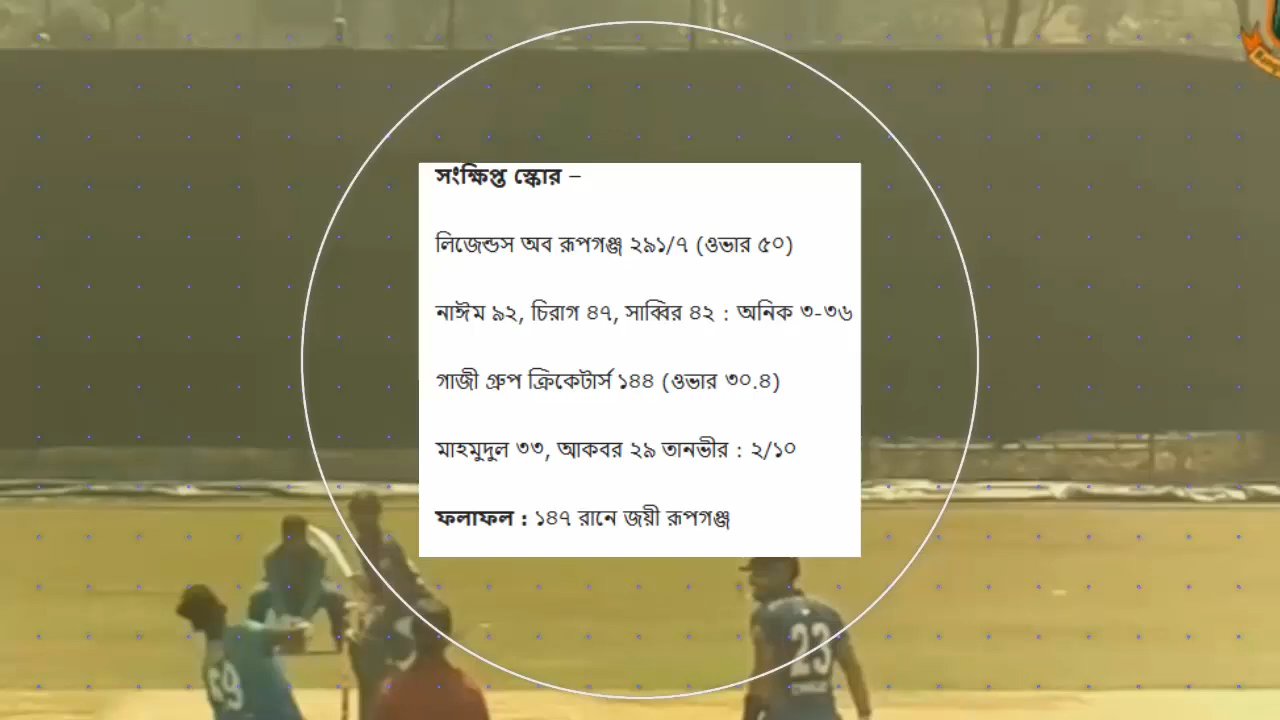 সংক্ষিপ্ত স্কোর –
লিজেন্ডস অব রূপগঞ্জ ২৯১/৭ (ওভার ৫০)
নাঈম ৯২, চিরাগ ৪৭, সাব্বির ৪২ : অনিক ৩-৩৬
গাজী গ্রুপ ক্রিকেটার্স ১৪৪ (ওভার ৩০.৪)
মাহমুদুল ৩৩, আকবর ২৯ তানভীর : ২/১০
ফলাফল : ১৪৭ রানে জয়ী রূপগঞ্জ
23